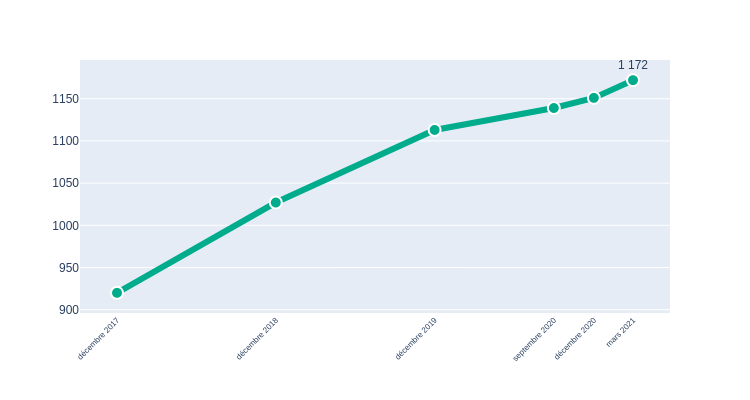 1 172
1150
1100
1050
1000
950
900
décembre 2017
décembre 2018
décembre 2019
septembre 2020
décembre 2020
mars 2021